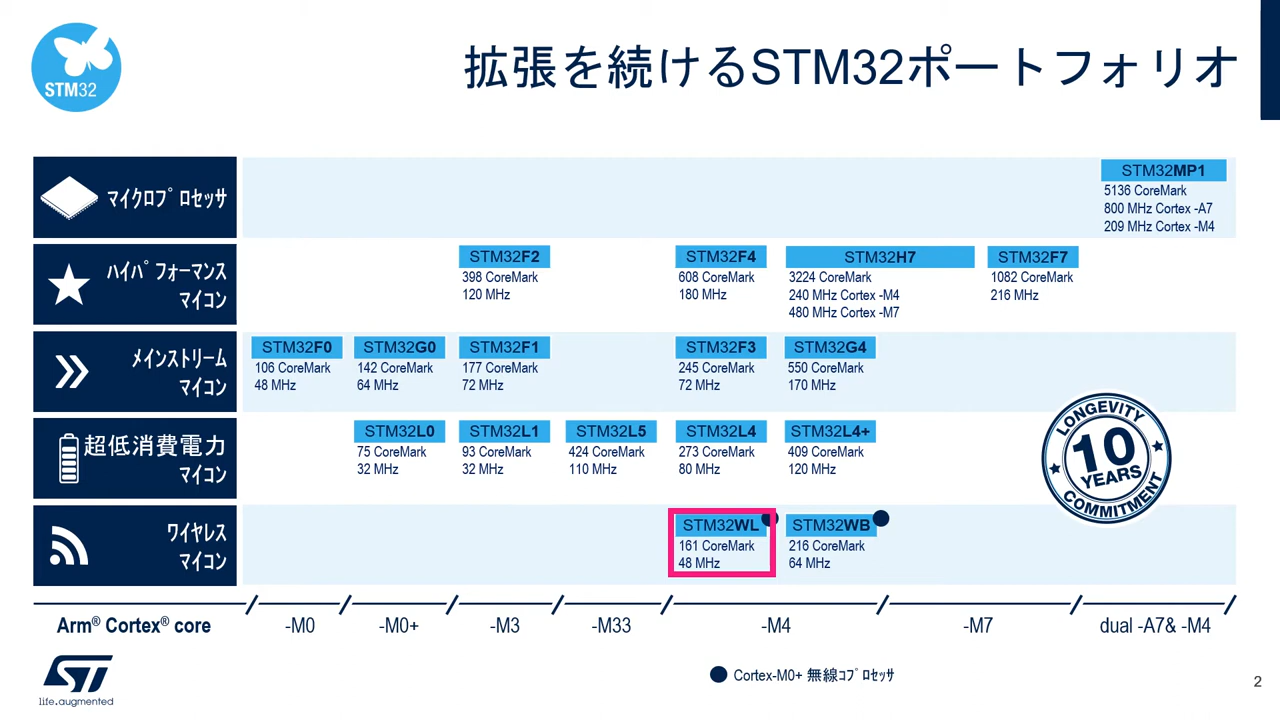 STM32
拡張を続けるSTM32ポートフォリオ
マイクロプロセッサ
STM32MP1
5136 CoreMark
800 MHz Cortex -A7
209 MHz Cortex -M4
ハイパフォーマンス
マイコン
STM32F2
398 CoreMark
120 MHz
STM32F4
608 CoreMark
180 MHz
STM32H7
3224 CoreMark
240 MHz Cortex -M4
480 MHz Cortex -M7
STM32F7
1082 CoreMark
216 MHz
メインストリーム
マイコン
STM32F0
106 CoreMark
48 MHz
STM32G0
142 CoreMark
64 MHz
STM32F1
177 CoreMark
72 MHz
STM32F3
245 CoreMark
72 MHz
STM32G4
550 CoreMark
170 MHz
超低消費電力
マイコン
STM32L0
75 CoreMark
32 MHz
STM32L1
93 CoreMark
32 MHz
STM32L5
424 CoreMark
110 MHz
STM32L4
273 CoreMark
80 MHz
STM32L4+
409 CoreMark
120 MHz
LONGEVITY
10
YEARS
COMMITMENT
ワイヤレス
マイコン
STM32WL
161 CoreMark
48 MHz
STM32WB
216 CoreMark
64 MHz
Arm® Cortex® core
-M0
-M0+
-M3
-M33
-M4
-M7
dual -A7& -M4
ST
life.augmented
Cortex-M0+ 無線コプロセッサ
2